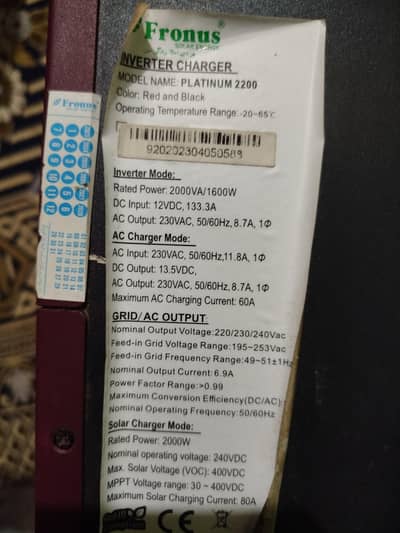 Fronus
SOLAR ENERGY
INVERTER CHARGER
MODEL NAME: PLATINUM 2200
Color: Red and Black
Operating Temperature Range: -20~65℃
920202304050588
Inverter Mode:
Rated Power: 2000VA/1600W
DC Input: 12VDC, 133.3A
AC Output: 230VAC, 50/60Hz, 8.7A, 1Φ
AC Charger Mode:
AC Input: 230VAC, 50/60Hz,11.8A, 1Φ
DC Output: 13.5VDC,
AC Output: 230VAC, 50/60Hz, 8.7A, 1Φ
Maximum AC Charging Current: 60A
GRID/ AC OUTPUT:
Nominal Output Voltage: 220/230/240Vac
Feed-in Grid Voltage Range: 195~253Vac
Feed-in Grid Frequency Range: 49~51±1Hz
Nominal Output Current: 6.9A
Power Factor Range: >0.99
Maximum Conversion Efficiency(DC/AC):
Nominal Operating Frequency: 50/60Hz
Solar Charger Mode:
Rated Power: 2000W
Nominal operating voltage: 240VDC
Max. Solar Voltage (VOC): 400VDC
MPPT Voltage range: 30 ~ 400VDC
Maximum Solar Charging Current: 80A
CE
Fronus